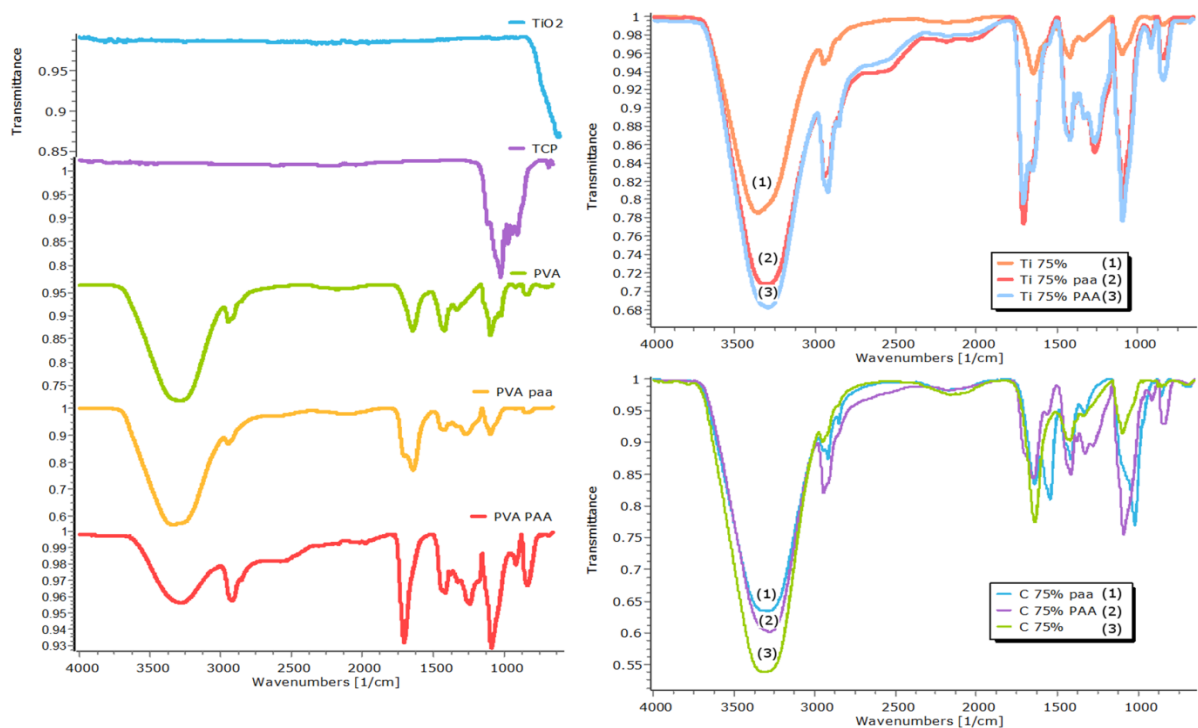 TiO2
0.95
0.9
0.85
Transmittance
TCP
1
0.95
0.9
0.85
0.8
PVA
0.95
0.9
0.85
0.8
0.75
PVA paa
1
0.9
0.8
0.7
0.6
PVA PAA
1
0.99
0.98
0.97
0.96
0.95
0.94
0.93
Transmittance
4000 3500 3000 2500 2000 1500 1000
Wavenumbers [1/cm]
1
0.98
0.96
0.94
0.92
0.9
0.88
0.86
0.84
0.82
0.8
0.78
0.76
0.74
0.72
0.7
0.68
Transmittance
(1)
(2)
(3)
Ti 75% (1)
Ti 75% paa (2)
Ti 75% PAA (3)
4000 3500 3000 2500 2000 1500 1000
Wavenumbers [1/cm]
1
0.95
0.9
0.85
0.8
0.75
0.7
0.65
0.6
0.55
Transmittance
(1)
(2)
(3)
C 75% paa (1)
C 75% PAA (2)
C 75% (3)
4000 3500 3000 2500 2000 1500 1000
Wavenumbers [1/cm]